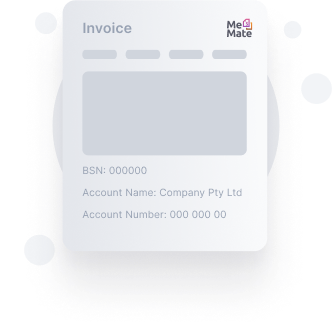 Invoice
Me
Mate
BSN: 000000
Account Name: Company Pty Ltd
Account Number: 000 000 00